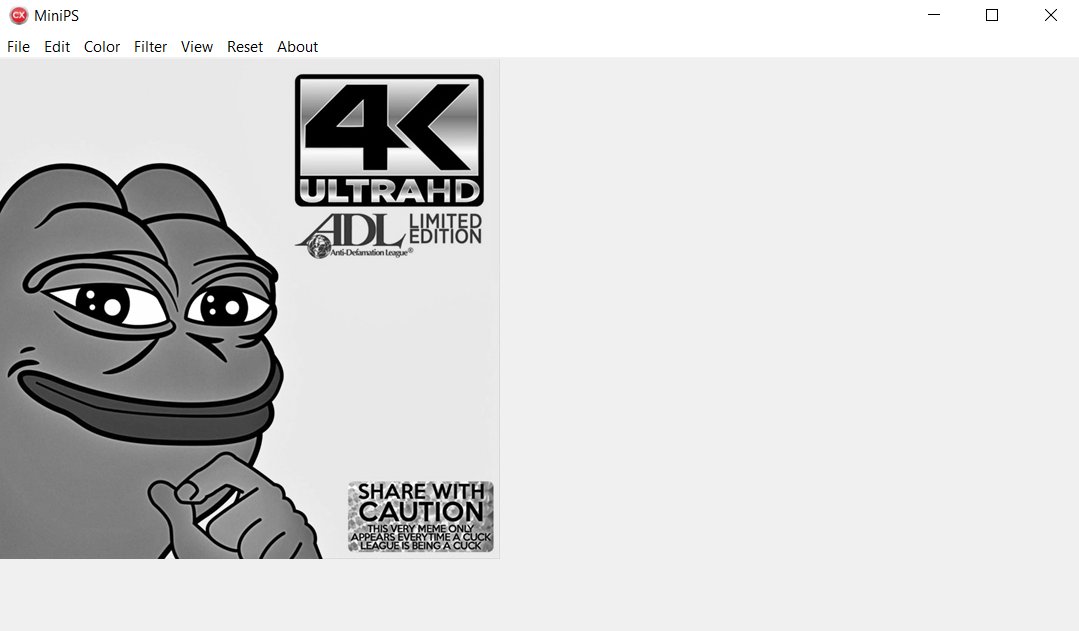 MiniPS
File Edit Color Filter View Reset About
4K
ULTRAHD
ADL LIMITED
EDITION
Anti-Defamation League®
SHARE WITH
CAUTION
THIS VERY MEME ONLY
APPEARS EVERYTIME A CUCK
LEAGUE IS BEING A CUCK